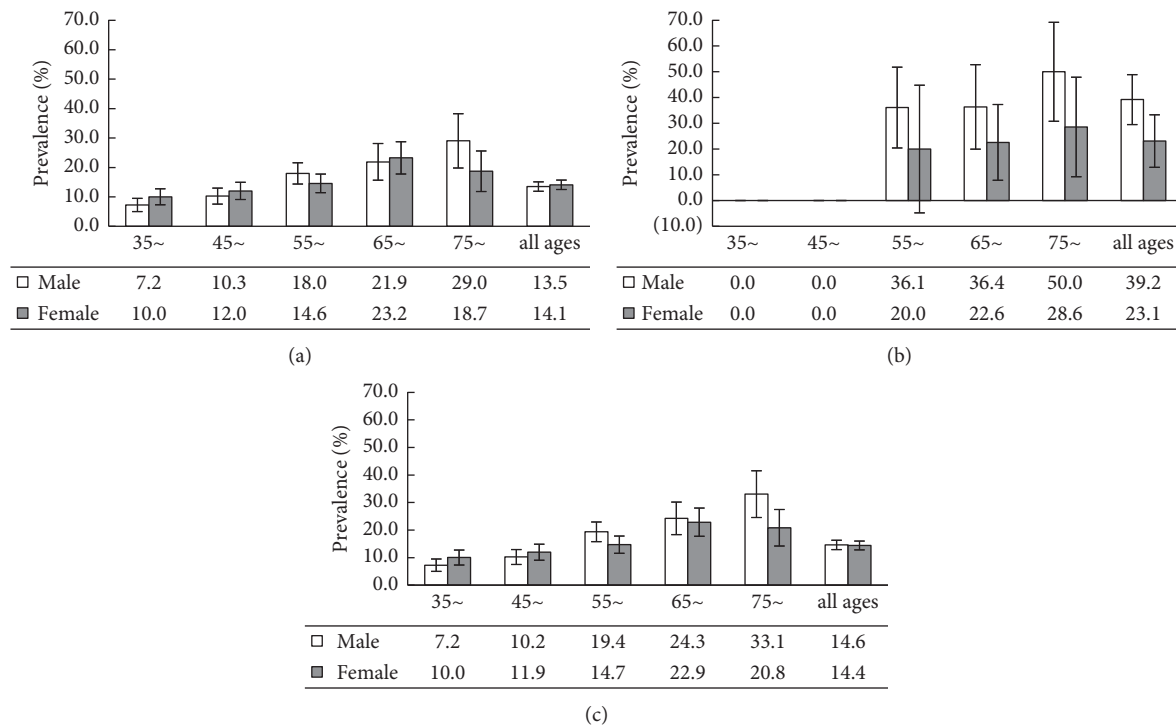 70.0
60.0
50.0
40.0
30.0
20.0
10.0
0.0
Prevalence (%)
35~ 45~ 55~ 65~ 75~ all ages
Male 7.2 10.3 18.0 21.9 29.0 13.5
Female 10.0 12.0 14.6 23.2 18.7 14.1
(a)
70.0
60.0
50.0
40.0
30.0
20.0
10.0
0.0
(10.0)
Prevalence (%)
35~ 45~ 55~ 65~ 75~ all ages
Male 0.0 0.0 36.1 36.4 50.0 39.2
Female 0.0 0.0 20.0 22.6 28.6 23.1
(b)
70.0
60.0
50.0
40.0
30.0
20.0
10.0
0.0
Prevalence (%)
35~ 45~ 55~ 65~ 75~ all ages
Male 7.2 10.2 19.4 24.3 33.1 14.6
Female 10.0 11.9 14.7 22.9 20.8 14.4
(c)